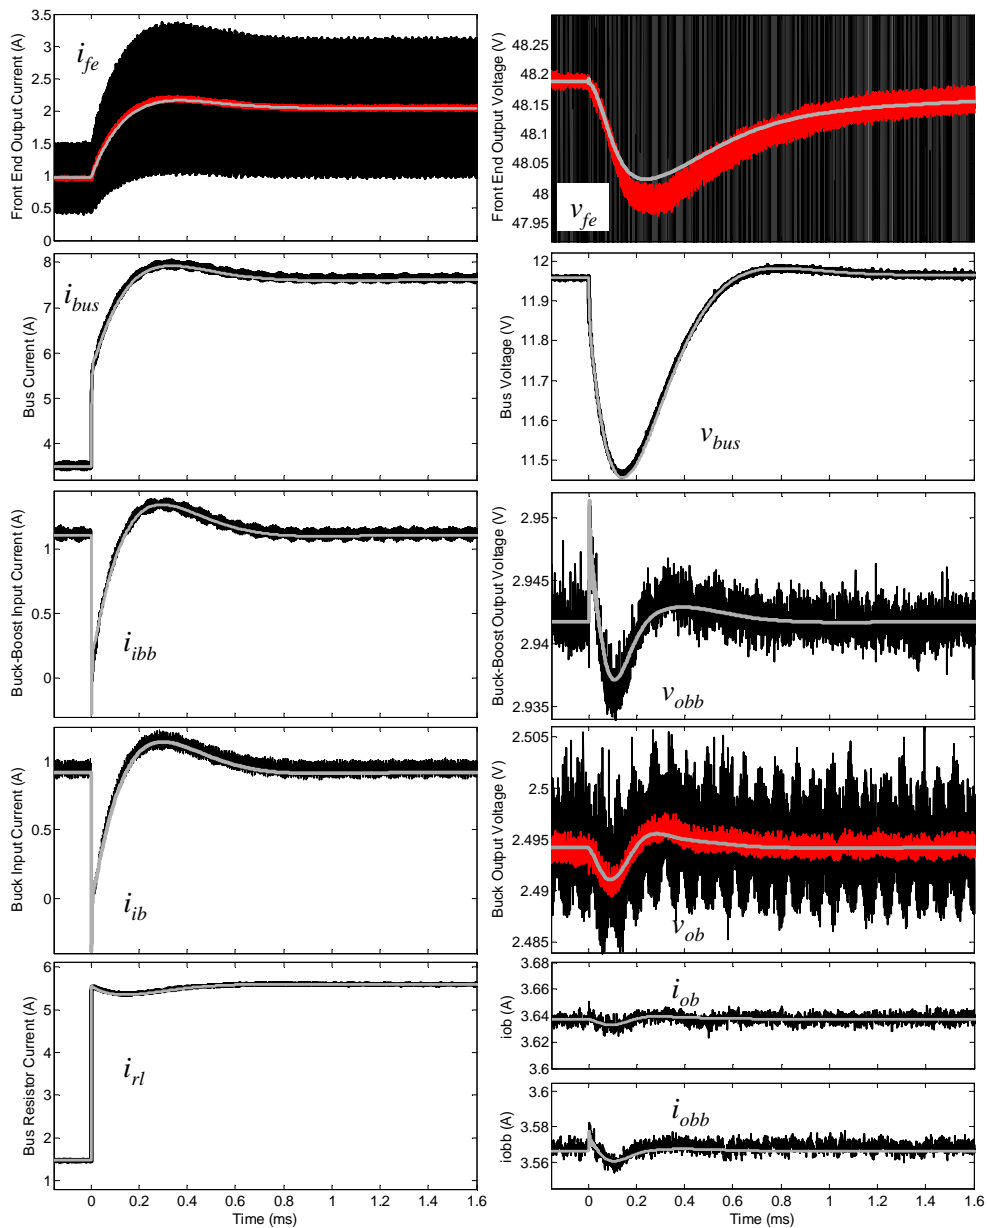 Front End Output Current (A)
3.5
3
2.5
2
1.5
1
0.5
0
i_fe
Front End Output Voltage (V)
48.25
48.2
48.15
48.1
48.05
48
47.95
v_fe
Bus Current (A)
8
7
6
5
4
i_bus
Bus Voltage (V)
12
11.9
11.8
11.7
11.6
11.5
v_bus
Buck-Boost Input Current (A)
1
0.5
0
i_ibb
Buck-Boost Output Voltage (V)
2.95
2.945
2.94
2.935
v_obb
Buck Input Current (A)
1
0.5
0
i_ib
Buck Output Voltage (V)
2.505
2.5
2.495
2.49
2.485
v_ob
Bus Resistor Current (A)
6
5
4
3
2
1
i_rl
0 0.2 0.4 0.6 0.8 1 1.2 1.4 1.6
Time (ms)
iob (A)
3.68
3.66
3.64
3.62
3.6
i_ob
iobb (A)
3.6
3.58
3.56
i_obb
0 0.2 0.4 0.6 0.8 1 1.2 1.4 1.6
Time (ms)